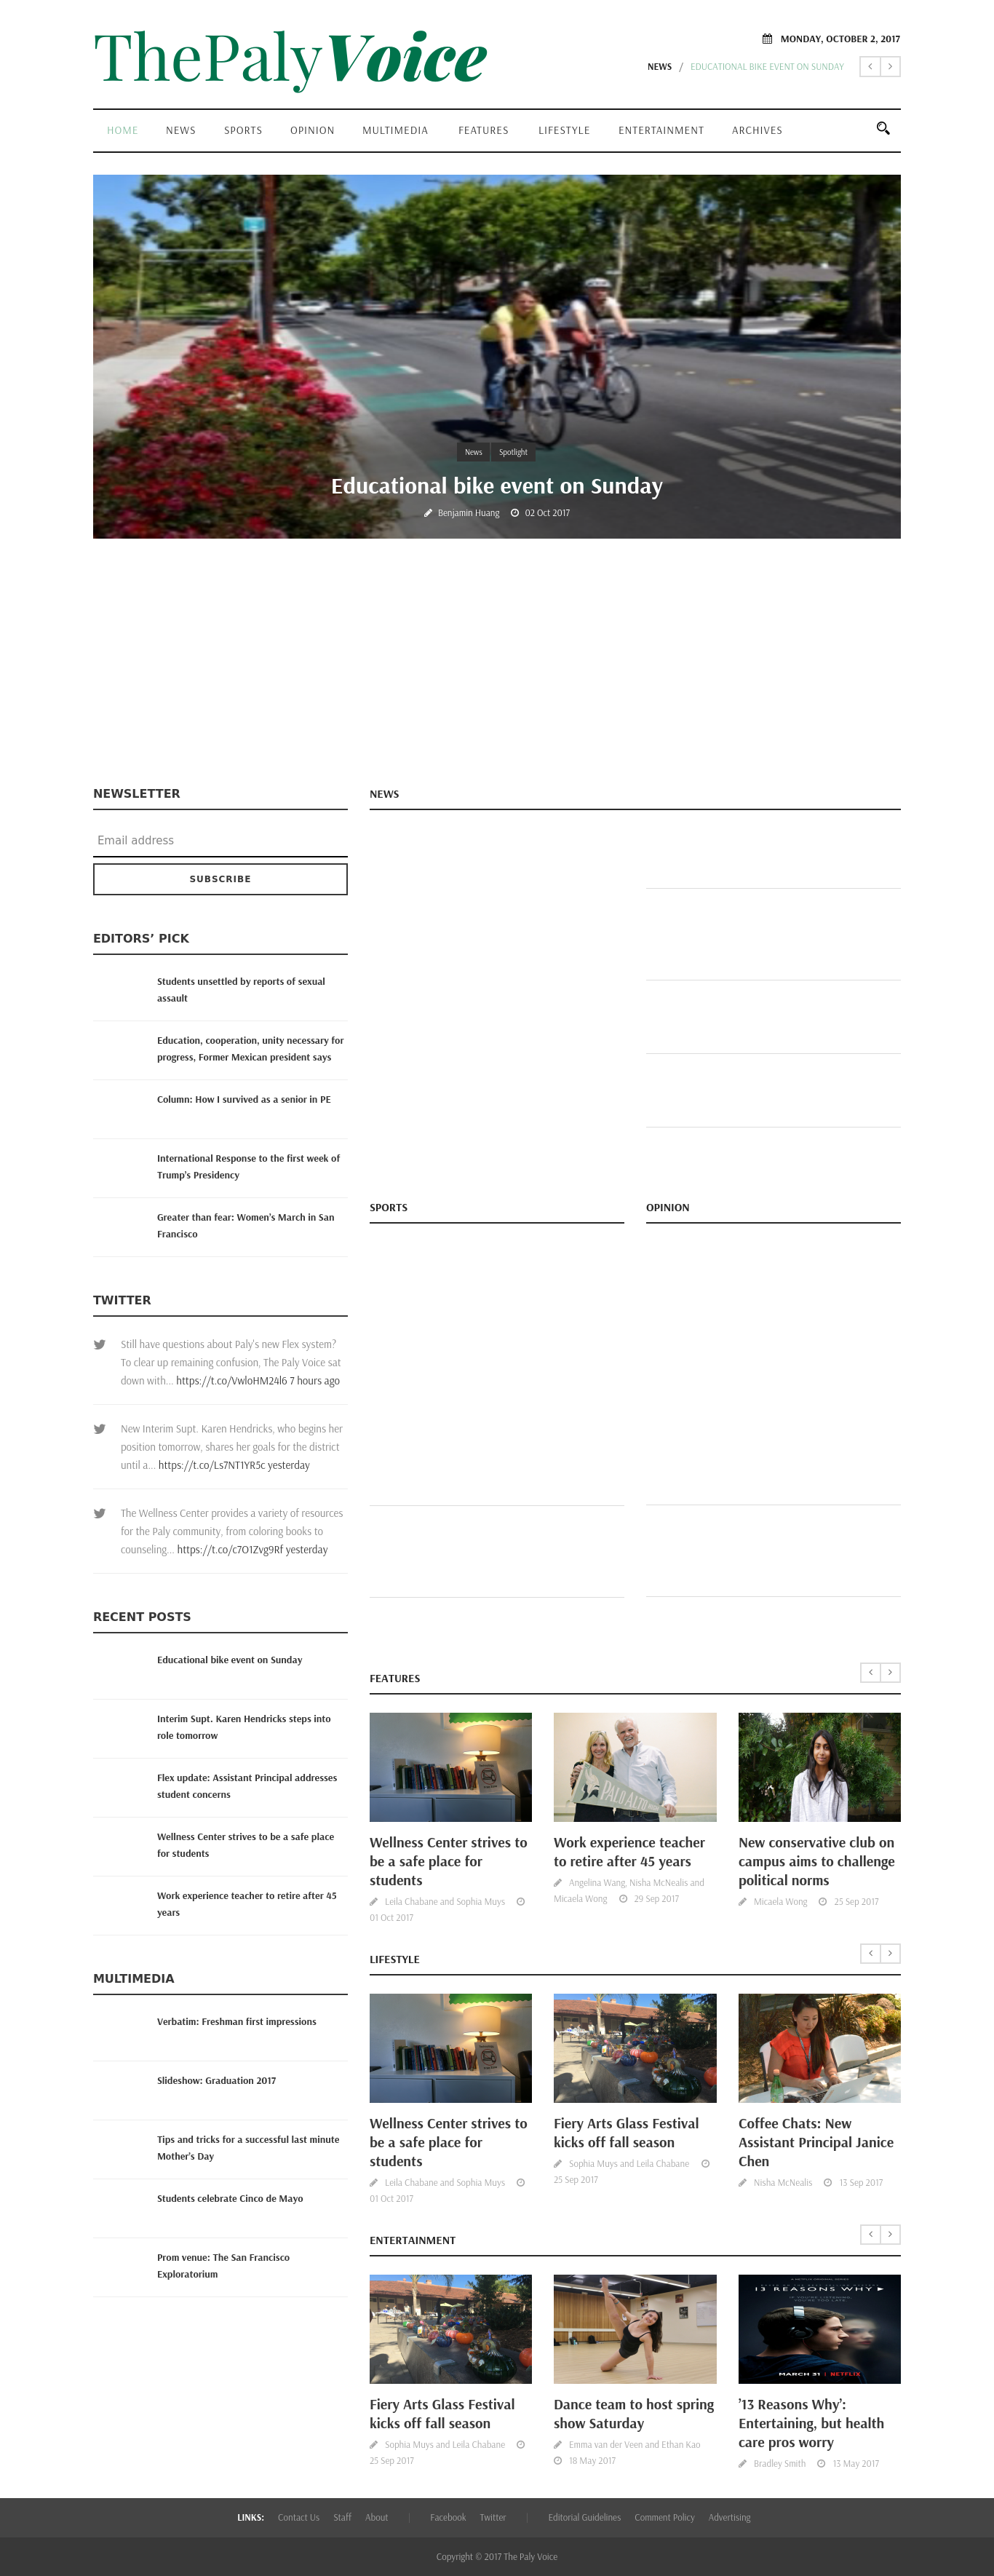 ThePalyVoice
MONDAY, OCTOBER 2, 2017
NEWS / EDUCATIONAL BIKE EVENT ON SUNDAY
HOME NEWS SPORTS OPINION MULTIMEDIA FEATURES LIFESTYLE ENTERTAINMENT ARCHIVES
News Spotlight
Educational bike event on Sunday
Benjamin Huang 02 Oct 2017
NEWSLETTER
Email address
SUBSCRIBE
EDITORS’ PICK
Students unsettled by reports of sexual
assault
Education, cooperation, unity necessary for
progress, Former Mexican president says
Column: How I survived as a senior in PE
International Response to the first week of
Trump's Presidency
Greater than fear: Women's March in San
Francisco
TWITTER
Still have questions about Paly's new Flex system?
To clear up remaining confusion, The Paly Voice sat
down with... https://t.co/VwloHM24l6 7 hours ago
New Interim Supt. Karen Hendricks, who begins her
position tomorrow, shares her goals for the district
until a... https://t.co/Ls7NT1YR5c yesterday
The Wellness Center provides a variety of resources
for the Paly community, from coloring books to
counseling... https://t.co/c7O1Zvg9Rf yesterday
RECENT POSTS
Educational bike event on Sunday
Interim Supt. Karen Hendricks steps into
role tomorrow
Flex update: Assistant Principal addresses
student concerns
Wellness Center strives to be a safe place
for students
Work experience teacher to retire after 45
years
MULTIMEDIA
Verbatim: Freshman first impressions
Slideshow: Graduation 2017
Tips and tricks for a successful last minute
Mother's Day
Students celebrate Cinco de Mayo
Prom venue: The San Francisco
Exploratorium
NEWS
SPORTS
OPINION
FEATURES
PALO ALTO
Wellness Center strives to
be a safe place for
students
Leila Chabane and Sophia Muys
01 Oct 2017
Work experience teacher
to retire after 45 years
Angelina Wang, Nisha McNealis and
Micaela Wong 29 Sep 2017
New conservative club on
campus aims to challenge
political norms
Micaela Wong 25 Sep 2017
LIFESTYLE
Wellness Center strives to
be a safe place for
students
Leila Chabane and Sophia Muys
01 Oct 2017
Fiery Arts Glass Festival
kicks off fall season
Sophia Muys and Leila Chabane
25 Sep 2017
Coffee Chats: New
Assistant Principal Janice
Chen
Nisha McNealis 13 Sep 2017
ENTERTAINMENT
13 REASONS WHY
MARCH 31 | NETFLIX
Fiery Arts Glass Festival
kicks off fall season
Sophia Muys and Leila Chabane
25 Sep 2017
Dance team to host spring
show Saturday
Emma van der Veen and Ethan Kao
18 May 2017
’13 Reasons Why’:
Entertaining, but health
care pros worry
Bradley Smith 13 May 2017
LINKS: Contact Us Staff About Facebook Twitter Editorial Guidelines Comment Policy Advertising
Copyright © 2017 The Paly Voice